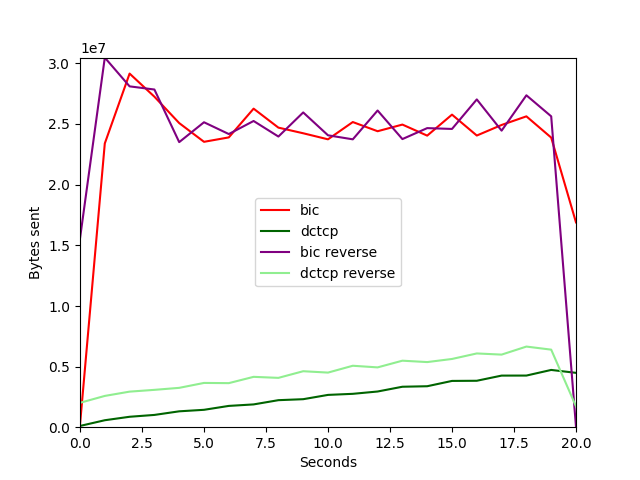 1e7
3.0
2.5
2.0
1.5
1.0
0.5
0.0
Bytes sent
bic
dctcp
bic reverse
dctcp reverse
0.0 2.5 5.0 7.5 10.0 12.5 15.0 17.5 20.0
Seconds